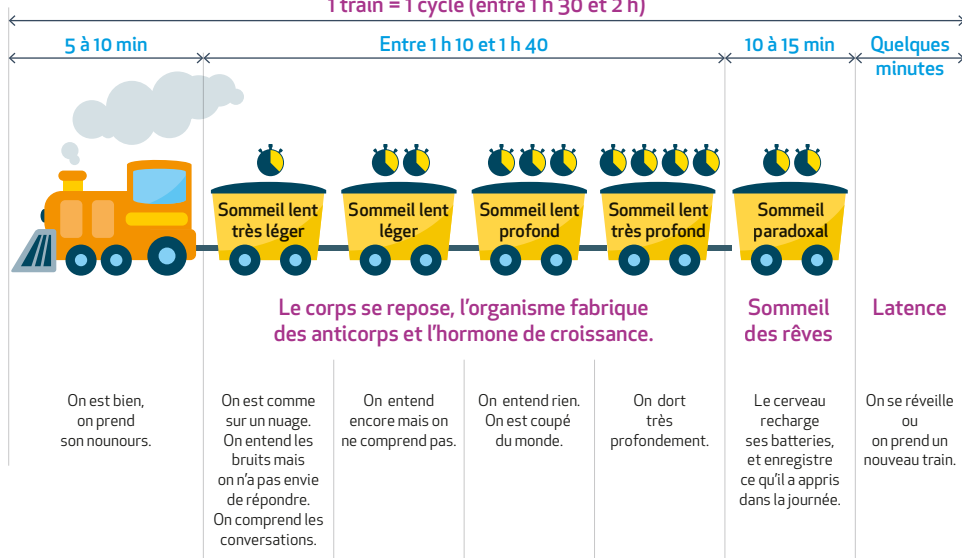 1 train = 1 cycle (entre 1 h 30 et 2 h)
5 à 10 min
Entre 1 h 10 et 1 h 40
10 à 15 min
Quelques
minutes
Sommeil lent
très léger
Sommeil lent
léger
Sommeil lent
profond
Sommeil lent
très profond
Sommeil
paradoxal
Le corps se repose, l'organisme fabrique
des anticorps et l'hormone de croissance.
Sommeil
des rêves
Latence
On est bien,
on prend
son nounours.
On est comme
sur un nuage.
On entend les
bruits mais
on n'a pas envie
de répondre.
On comprend les
conversations.
On entend
encore mais on
ne comprend pas.
On entend rien.
On est coupé
du monde.
On dort
très
profondement.
Le cerveau
recharge
ses batteries,
et enregistre
ce qu'il a appris
dans la journée.
On se réveille
ou
on prend un
nouveau train.